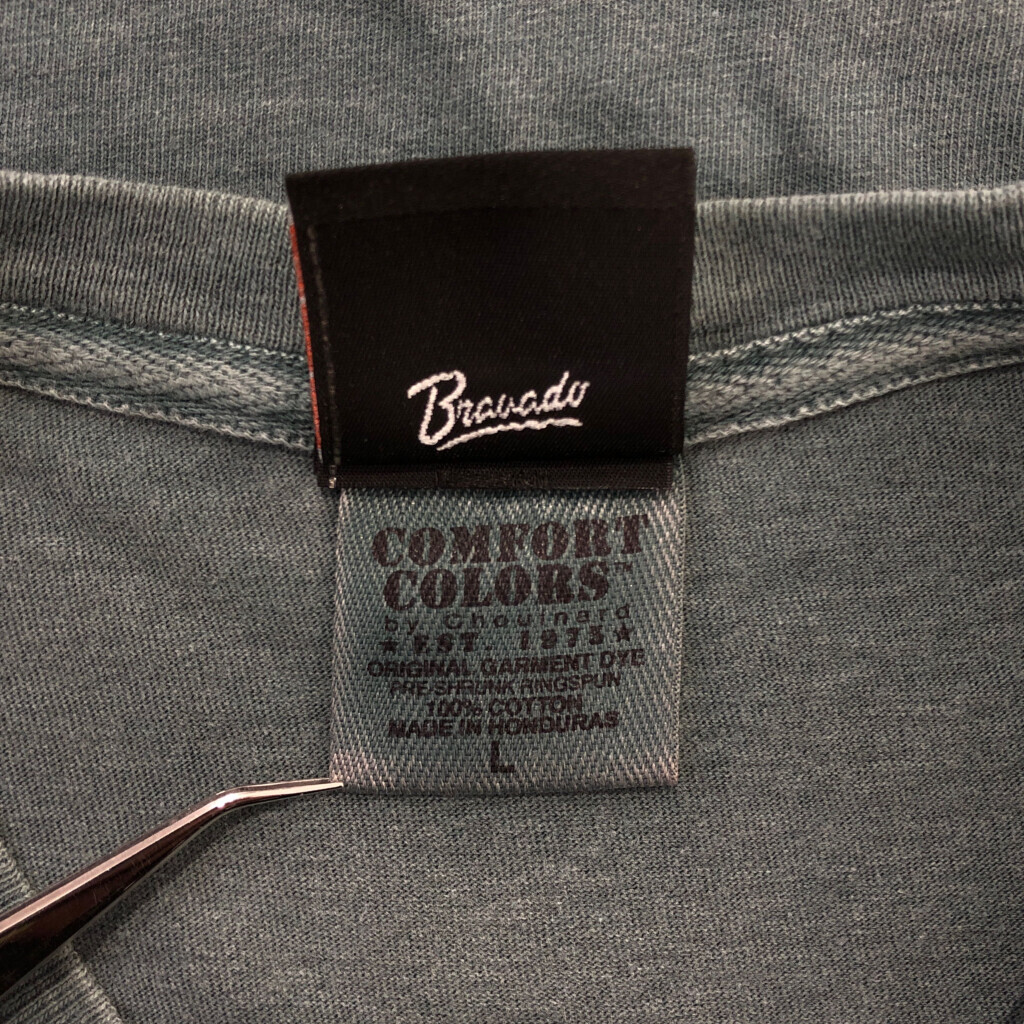 Bravado
COMFORT
COLORS™
by Chouinard
★ EST. 1975 ★
ORIGINAL GARMENT DYE
PRE/SHRUNK RINGSPUN
100% COTTON
MADE IN HONDURAS
L